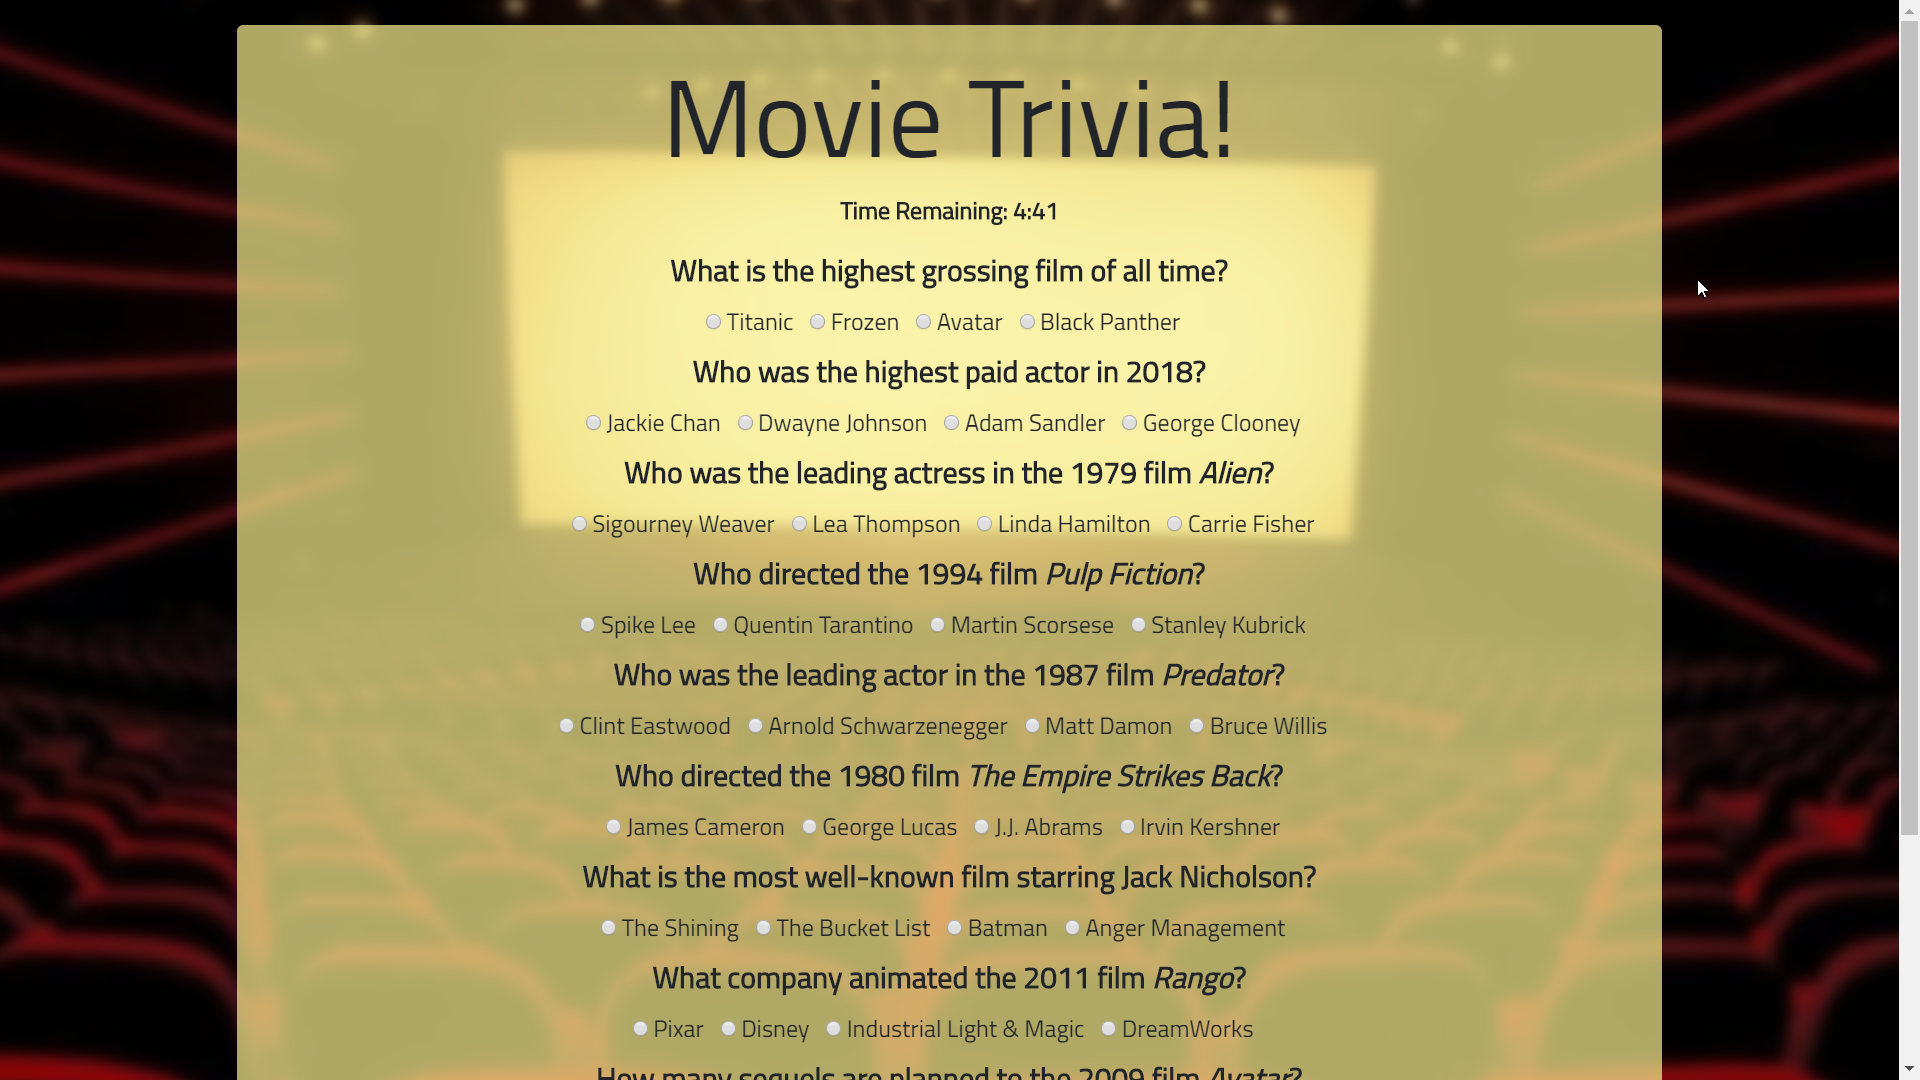 Movie Trivia!
Time Remaining: 4:41
What is the highest grossing film of all time?
Titanic Frozen Avatar Black Panther
Who was the highest paid actor in 2018?
Jackie Chan Dwayne Johnson Adam Sandler George Clooney
Who was the leading actress in the 1979 film Alien?
Sigourney Weaver Lea Thompson Linda Hamilton Carrie Fisher
Who directed the 1994 film Pulp Fiction?
Spike Lee Quentin Tarantino Martin Scorsese Stanley Kubrick
Who was the leading actor in the 1987 film Predator?
Clint Eastwood Arnold Schwarzenegger Matt Damon Bruce Willis
Who directed the 1980 film The Empire Strikes Back?
James Cameron George Lucas J.J. Abrams Irvin Kershner
What is the most well-known film starring Jack Nicholson?
The Shining The Bucket List Batman Anger Management
What company animated the 2011 film Rango?
Pixar Disney Industrial Light & Magic DreamWorks
How many sequels are planned to the 2009 film Avatar?